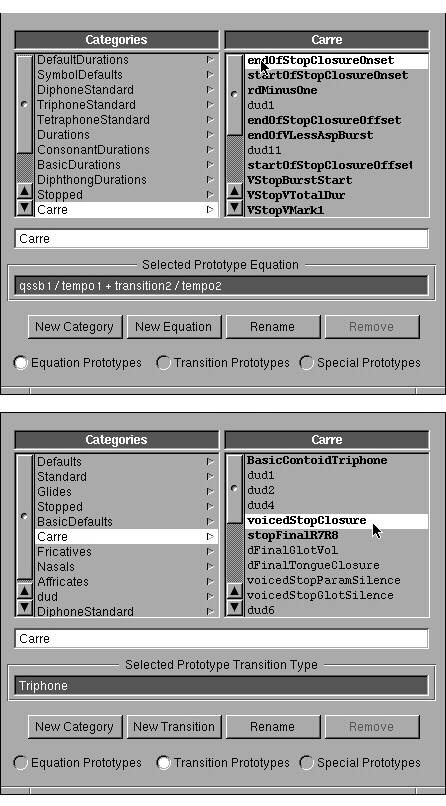 Categories
Carre
DefaultDurations
SymbolDefaults
DiphoneStandard
TriphoneStandard
TetraphoneStandard
Durations
ConsonantDurations
BasicDurations
DiphthongDurations
Stopped
Carre
endOfStopClosureOnset
startOfStopClosureOnset
rdMinusOne
dud1
endOfStopClosureOffset
endOfVLessAspBurst
dud11
startOfStopClosureOffset
VStopBurstStart
VStopVTotalDur
VStopVMark1
Carre
Selected Prototype Equation
qssb1 / tempo1 + transition2 / tempo2
New Category New Equation Rename Remove
Equation Prototypes Transition Prototypes Special Prototypes
Categories
Carre
Defaults
Standard
Glides
Stopped
BasicDefaults
Carre
Fricatives
Nasals
Affricates
dud
DiphoneStandard
BasicContoidTriphone
dud1
dud2
dud4
voicedStopClosure
stopFinalR7R8
dFinalGlotVol
dFinalTongueClosure
voicedStopParamSilence
voicedStopGlotSilence
dud6
Carre
Selected Prototype Transition Type
Triphone
New Category New Transition Rename Remove
Equation Prototypes Transition Prototypes Special Prototypes